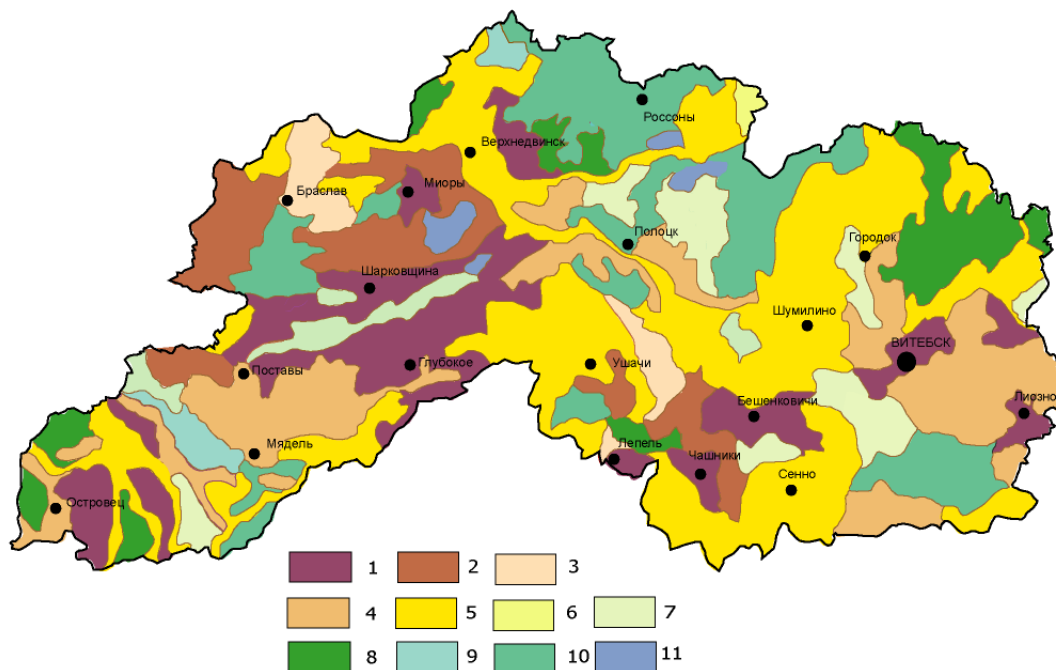 Россоны
Верхнедвинск
Браслав
Миоры
Полоцк
Городок
Шарковщина
Шумилино
ВИТЕБСК
Поставы
Глубокое
Ушачи
Бешенковичи
Лиозно
Мядель
Лепель
Чашники
Сенно
Островец
1 2 3
4 5 6 7
8 9 10 11